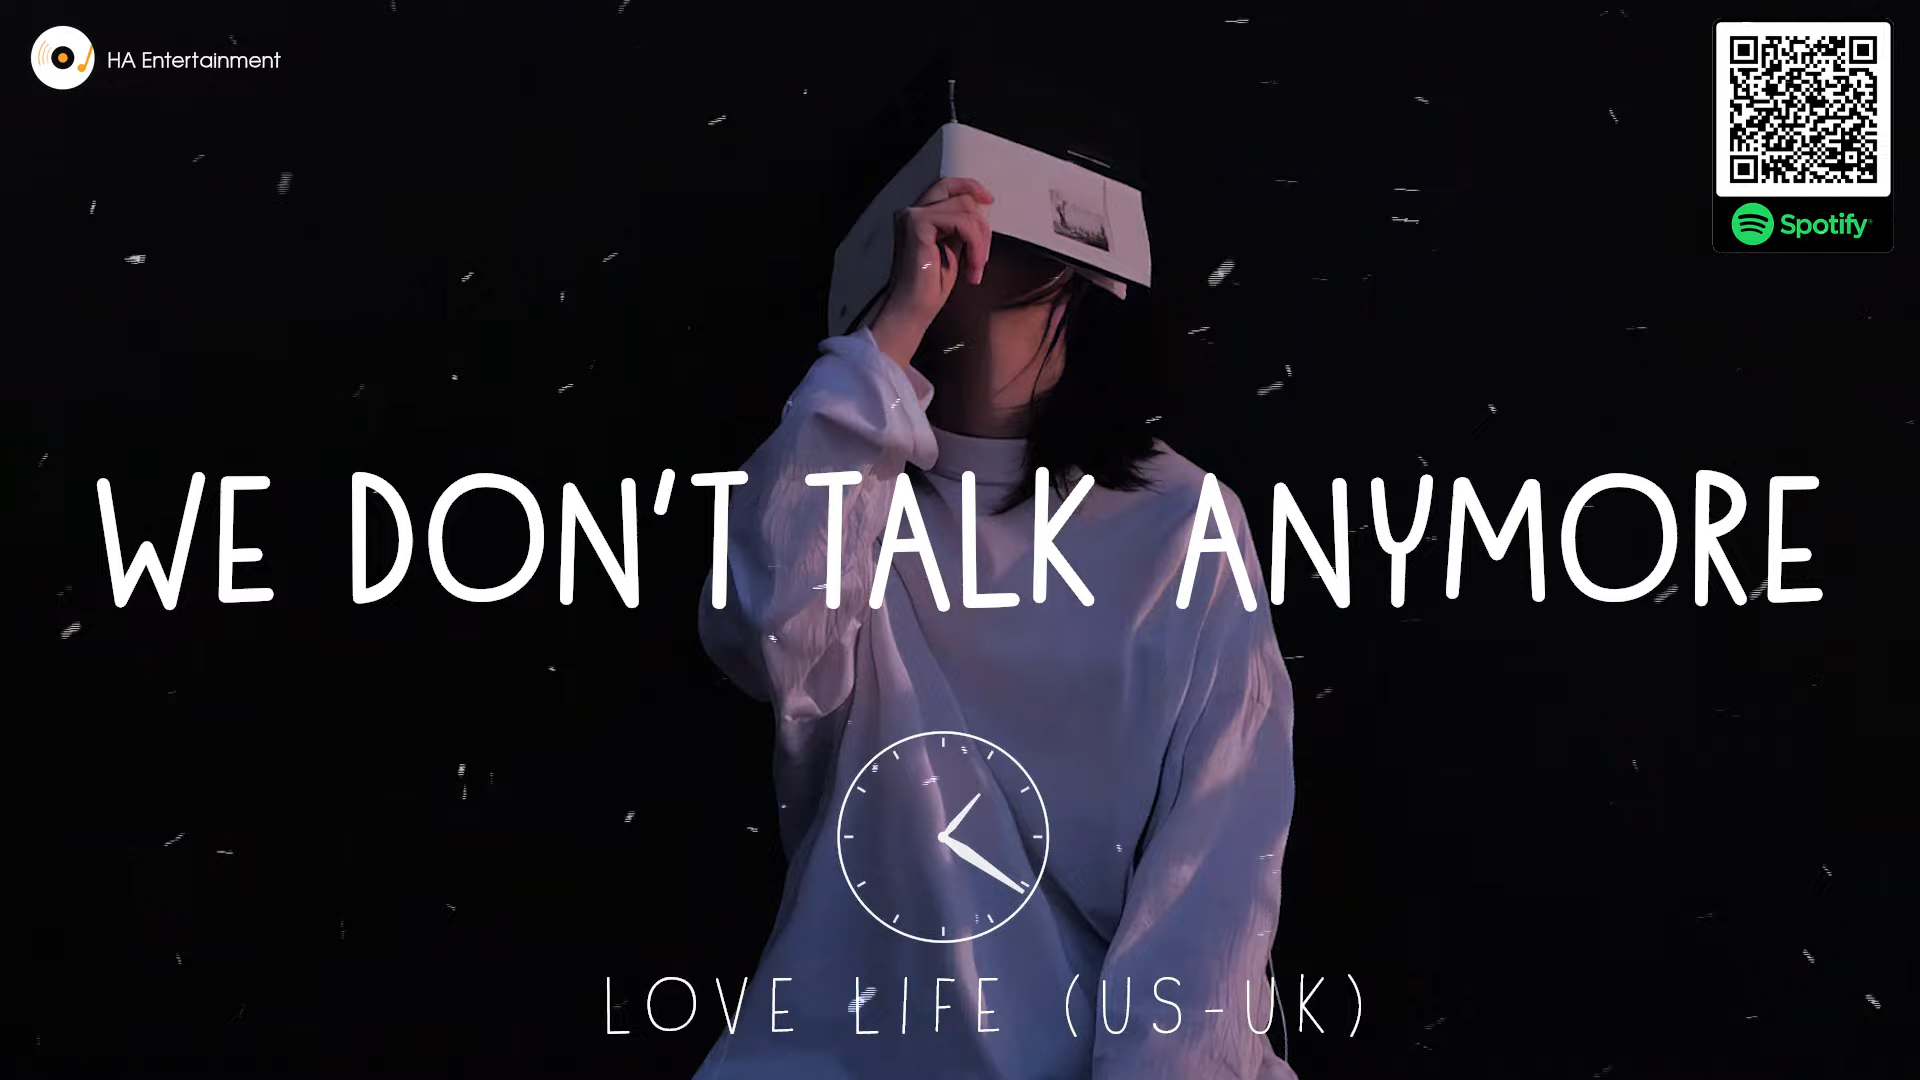 HA Entertainment
Spotify
WE DON'T TALK ANYMORE
LOVE LIFE (US-UK)